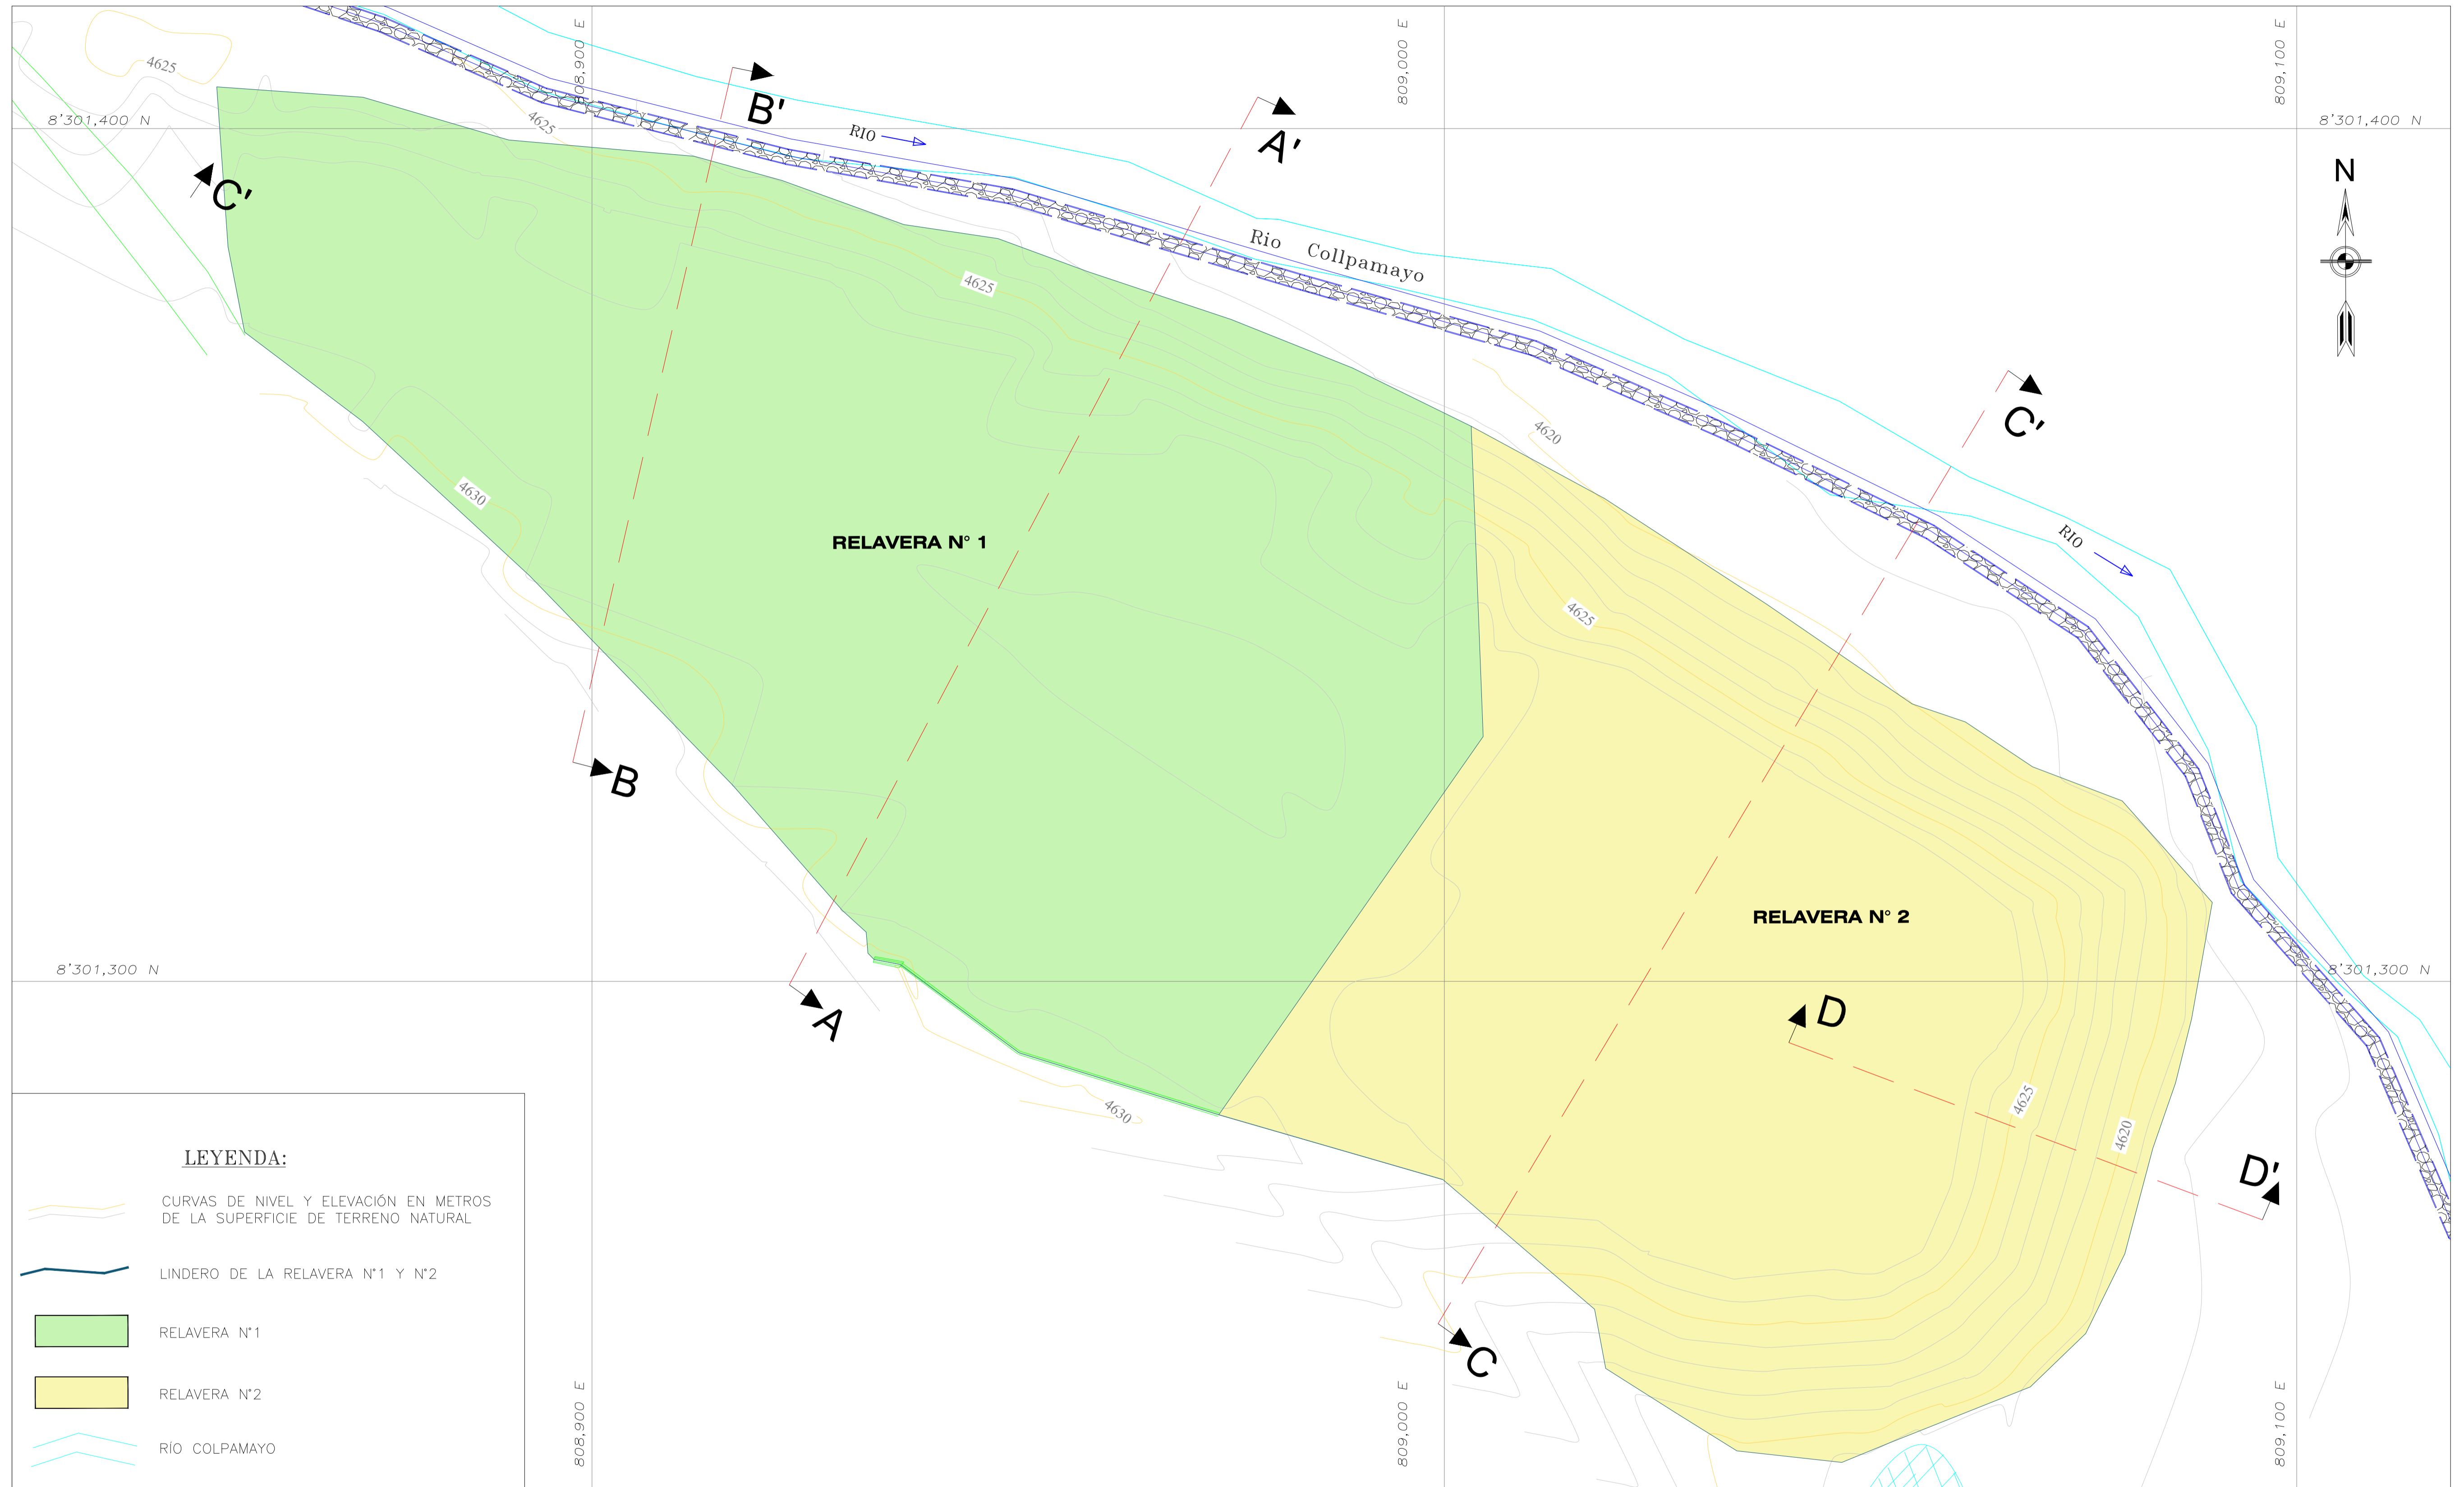 808,900 E
809,000 E
809,100 E
4625
8'301,400 N
8'301,400 N
4625
B'
RIO
A'
N
C'
Rio Collpamayo
4625
C'
4620
4630
RIO
RELAVERA N° 1
4625
B
RELAVERA N° 2
8'301,300 N
8'301,300 N
A
D
4630
4625
4620
D'
LEYENDA:
CURVAS DE NIVEL Y ELEVACIÓN EN METROS
DE LA SUPERFICIE DE TERRENO NATURAL
LINDERO DE LA RELAVERA N°1 Y N°2
RELAVERA N°1
C
RELAVERA N°2
RÍO COLPAMAYO
808,900 E
809,000 E
809,100 E